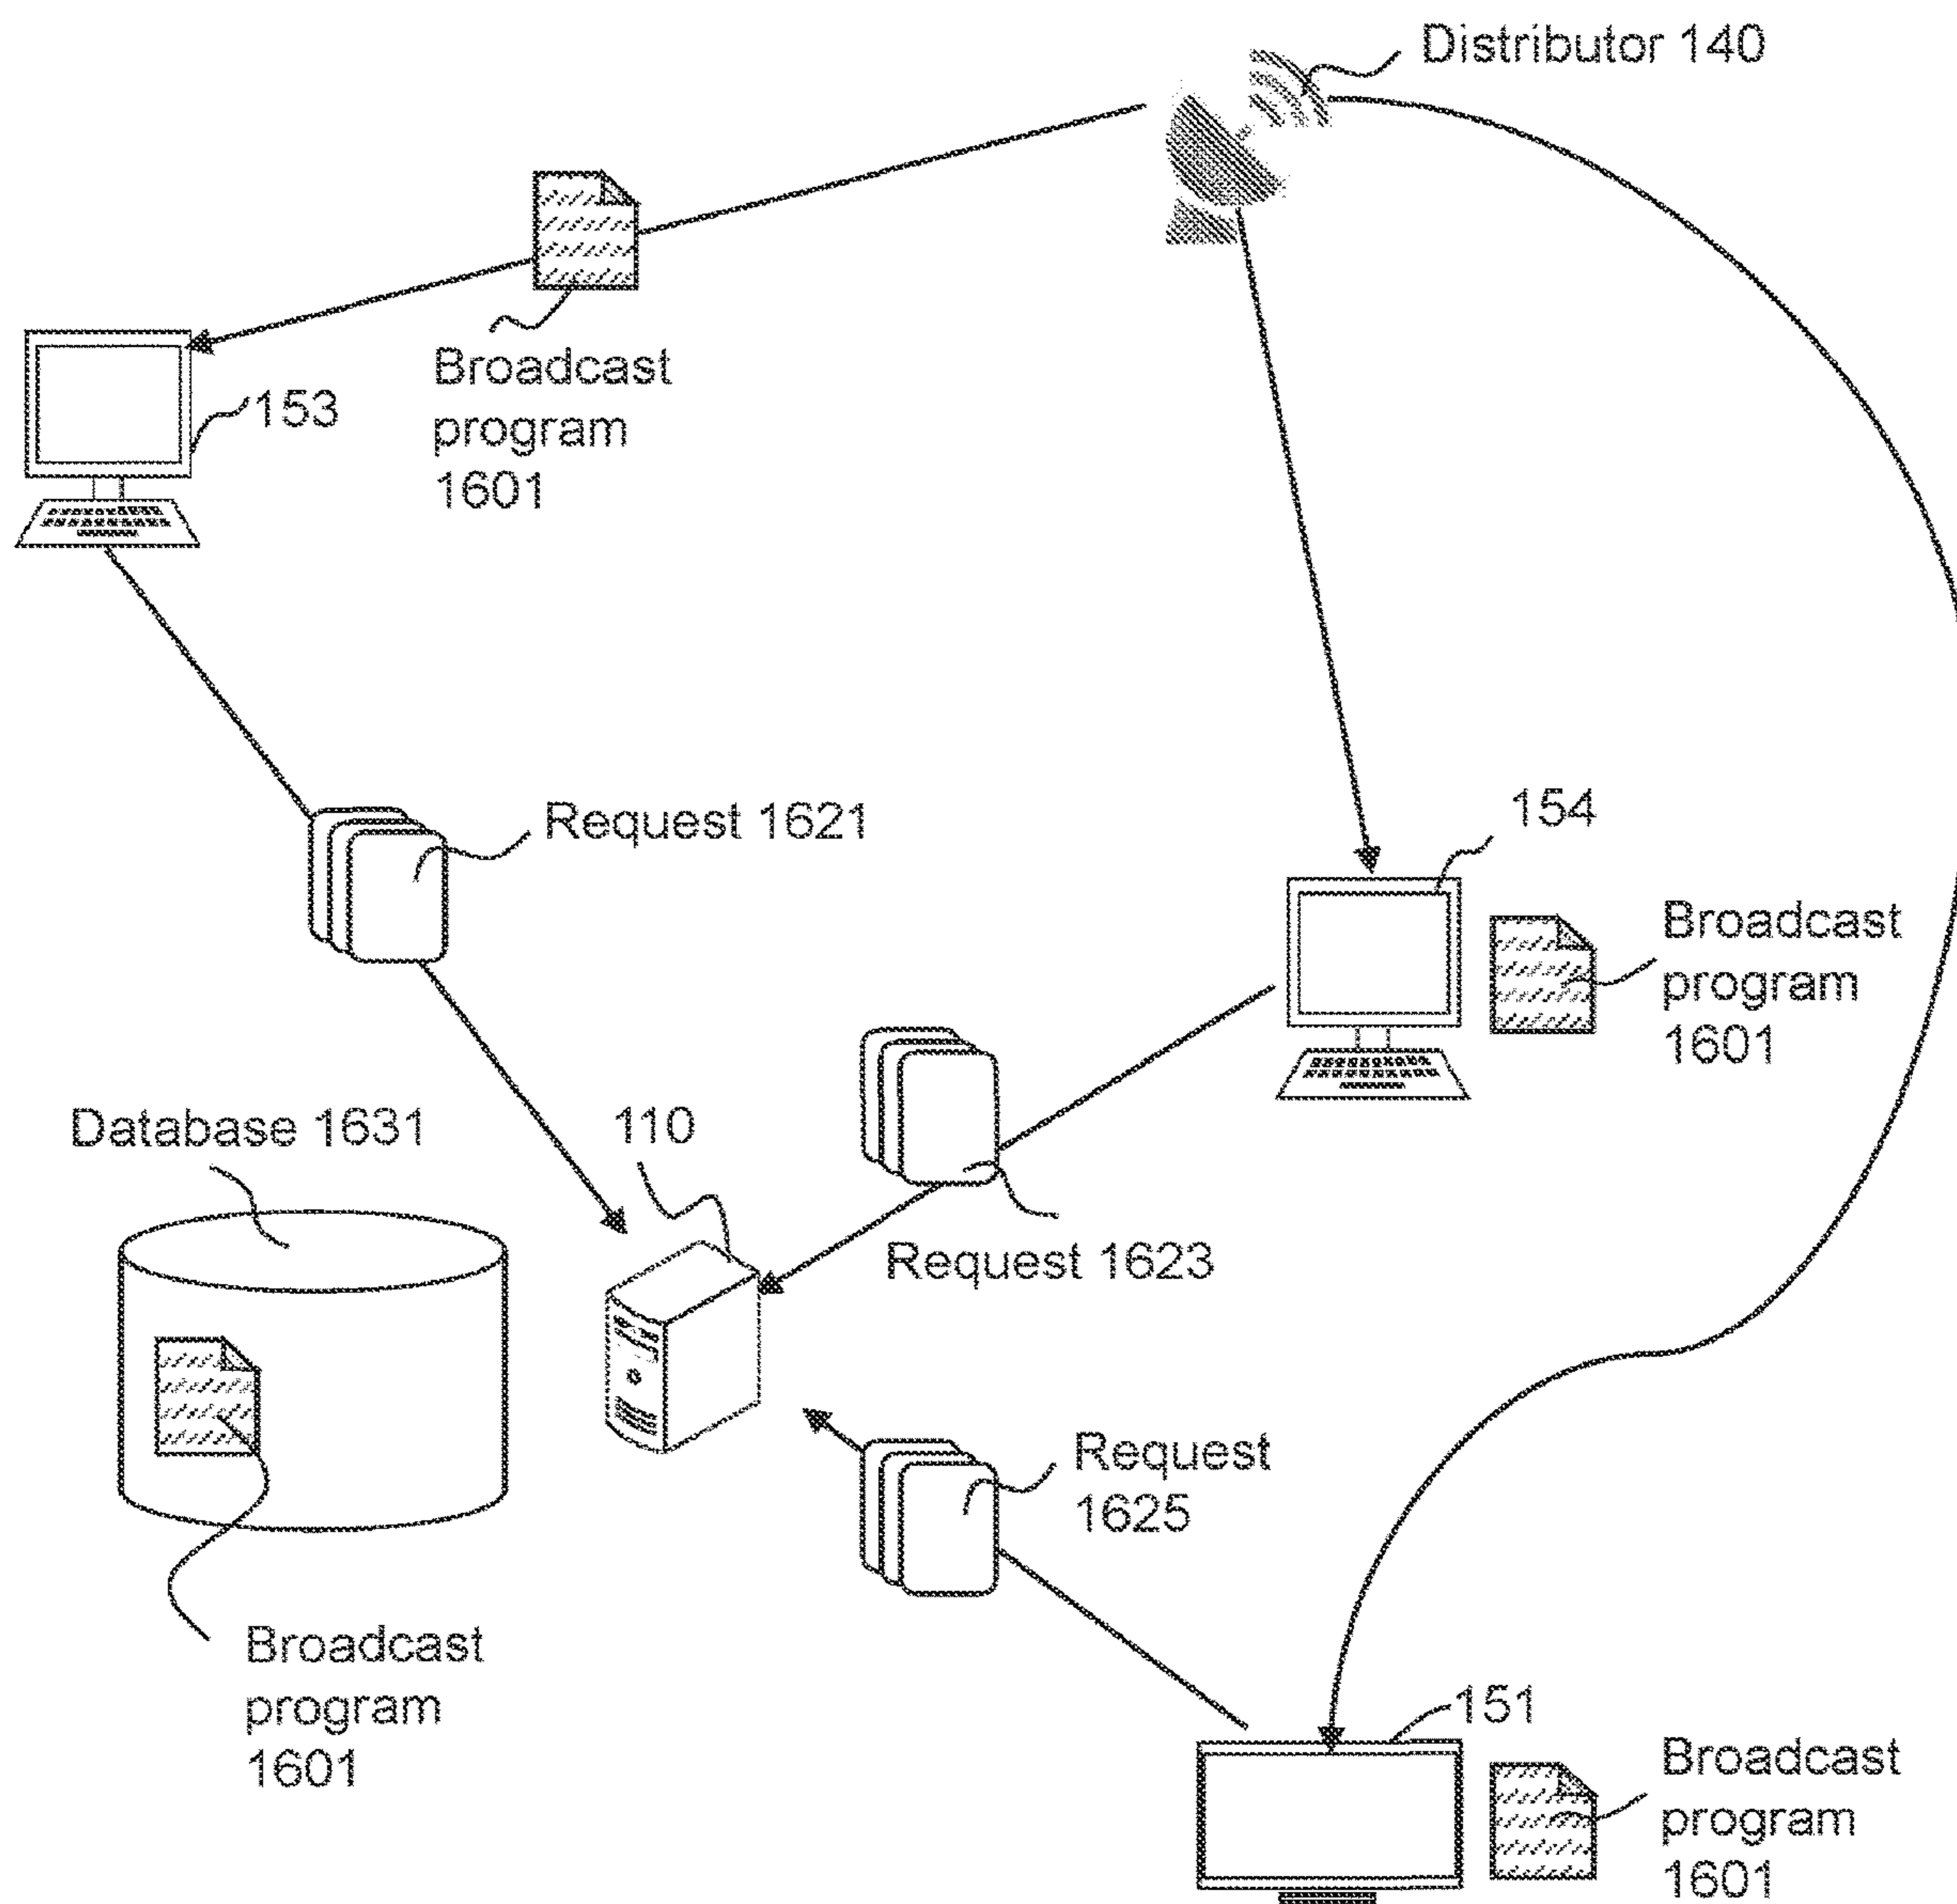 Distributor 140
Broadcast
program
1601
153
Request 1621
154
Broadcast
program
1601
Database 1631
110
Request 1623
Request
1625
Broadcast
program
1601
151
Broadcast
program
1601